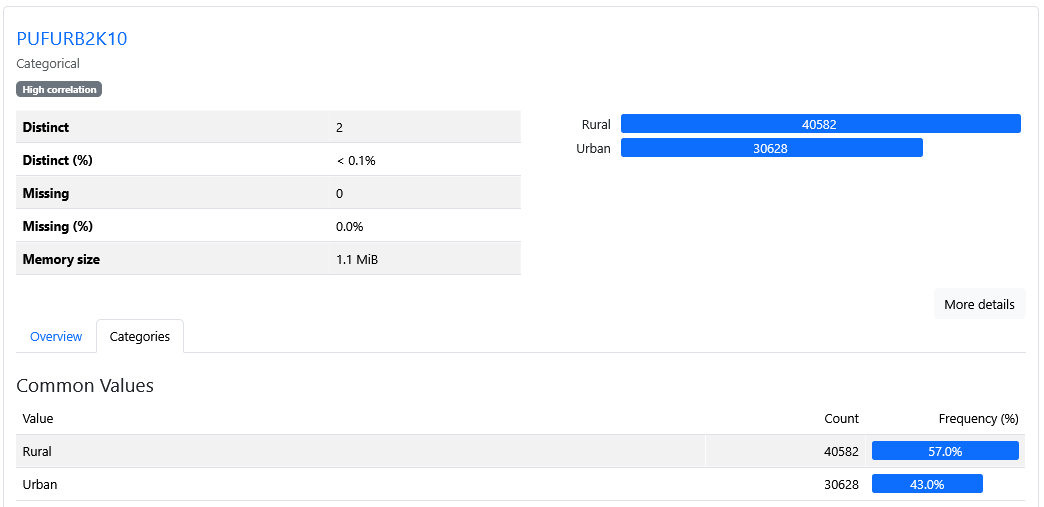 PUFURB2K10
Categorical
High correlation
Distinct 2
Distinct (%) < 0.1%
Missing 0
Missing (%) 0.0%
Memory size 1.1 MiB
Rural 40582
Urban 30628
More details
Overview Categories
Common Values
Value Count Frequency (%)
Rural 40582 57.0%
Urban 30628 43.0%